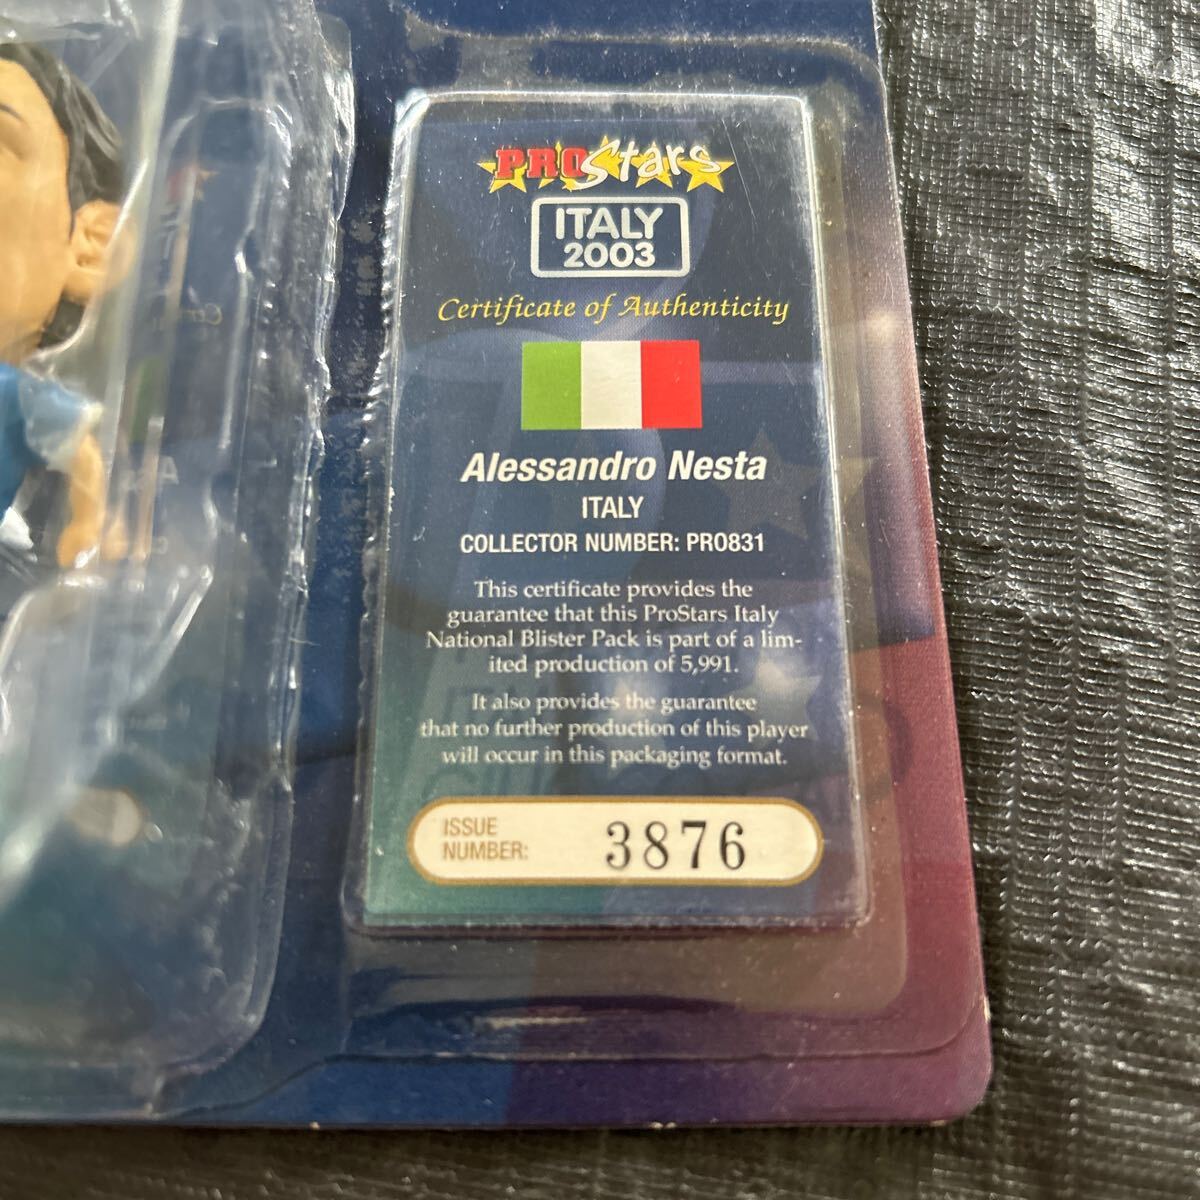 PROStars
ITALY
2003
Certificate of Authenticity
Alessandro Nesta
ITALY
COLLECTOR NUMBER: PRO831
This certificate provides the
guarantee that this ProStars Italy
National Blister Pack is part of a lim-
ited production of 5,991.
It also provides the guarantee
that no further production of this player
will occur in this packaging format.
ISSUE
NUMBER:
3876